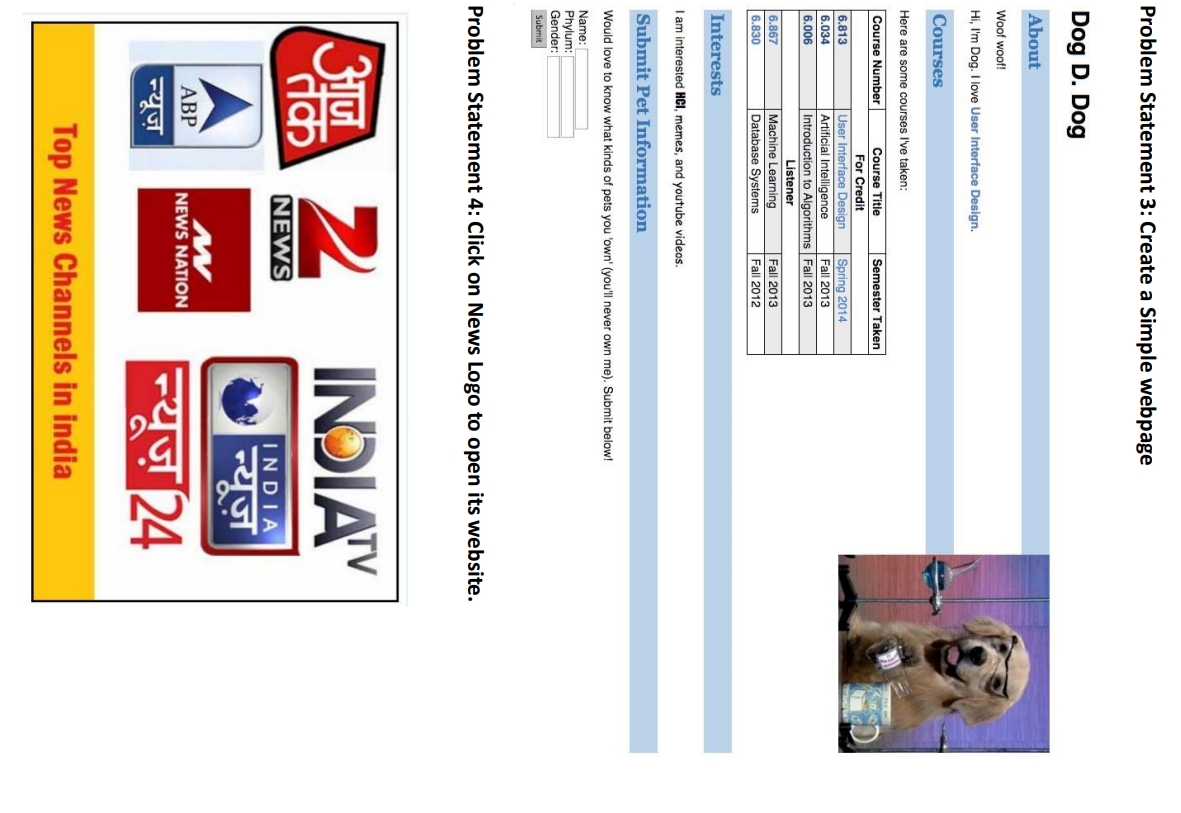 Problem Statement 3: Create a Simple webpage
Dog D. Dog
About
Woof woof!
Hi, I'm Dog. I love User Interface Design.
Courses
Here are some courses I've taken:
Course Number Course Title Semester Taken
For Credit
6.813 User Interface Design Spring 2014
6.034 Artificial Intelligence Fall 2013
6.006 Introduction to Algorithms Fall 2013
Listener
6.867 Machine Learning Fall 2013
6.830 Database Systems Fall 2012
Interests
I am interested HCI, memes, and youtube videos.
Submit Pet Information
Would love to know what kinds of pets you 'own' (you'll never own me). Submit below!
Name:
Phylum:
Gender:
Submit
Problem Statement 4: Click on News Logo to open its website.
आज
तक
Z
NEWS
INDIA TV
INDIA
न्यूज़
ABP
न्यूज़
NEWS NATION
न्यूज़ 24
Top News Channels in india